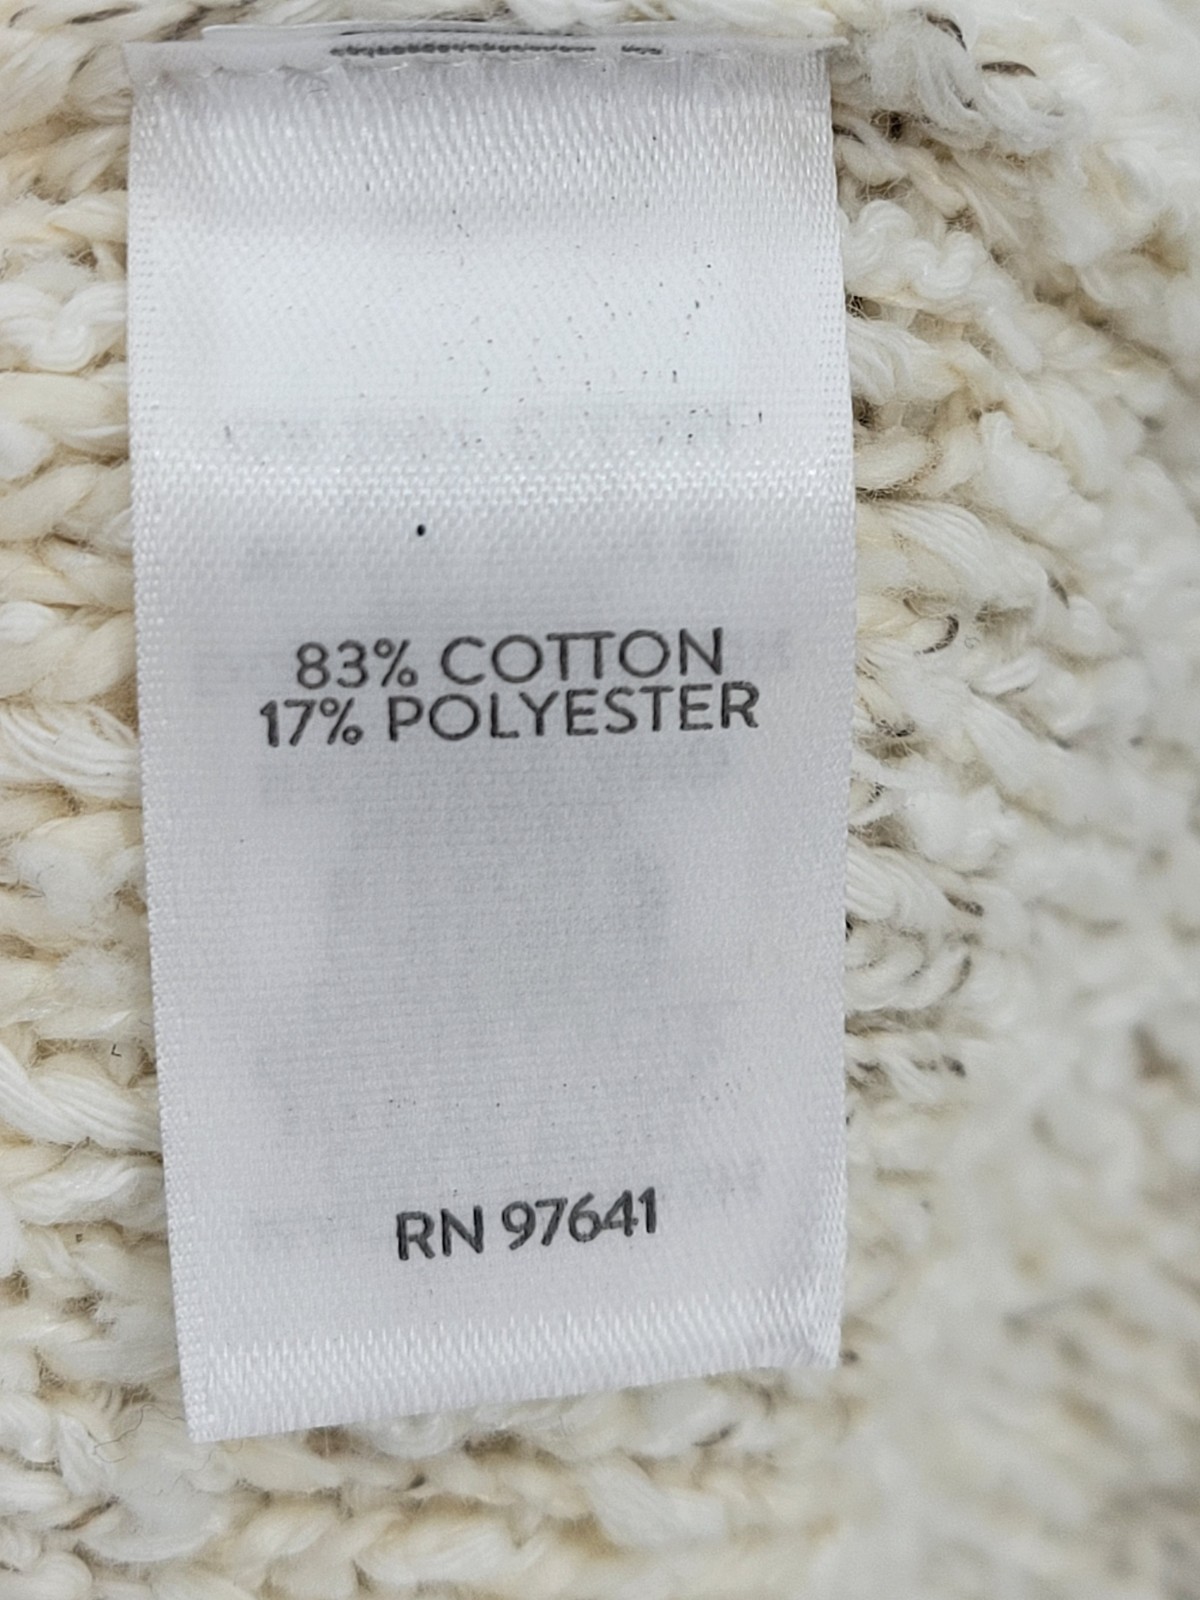 83% COTTON
17% POLYESTER
RN 97641